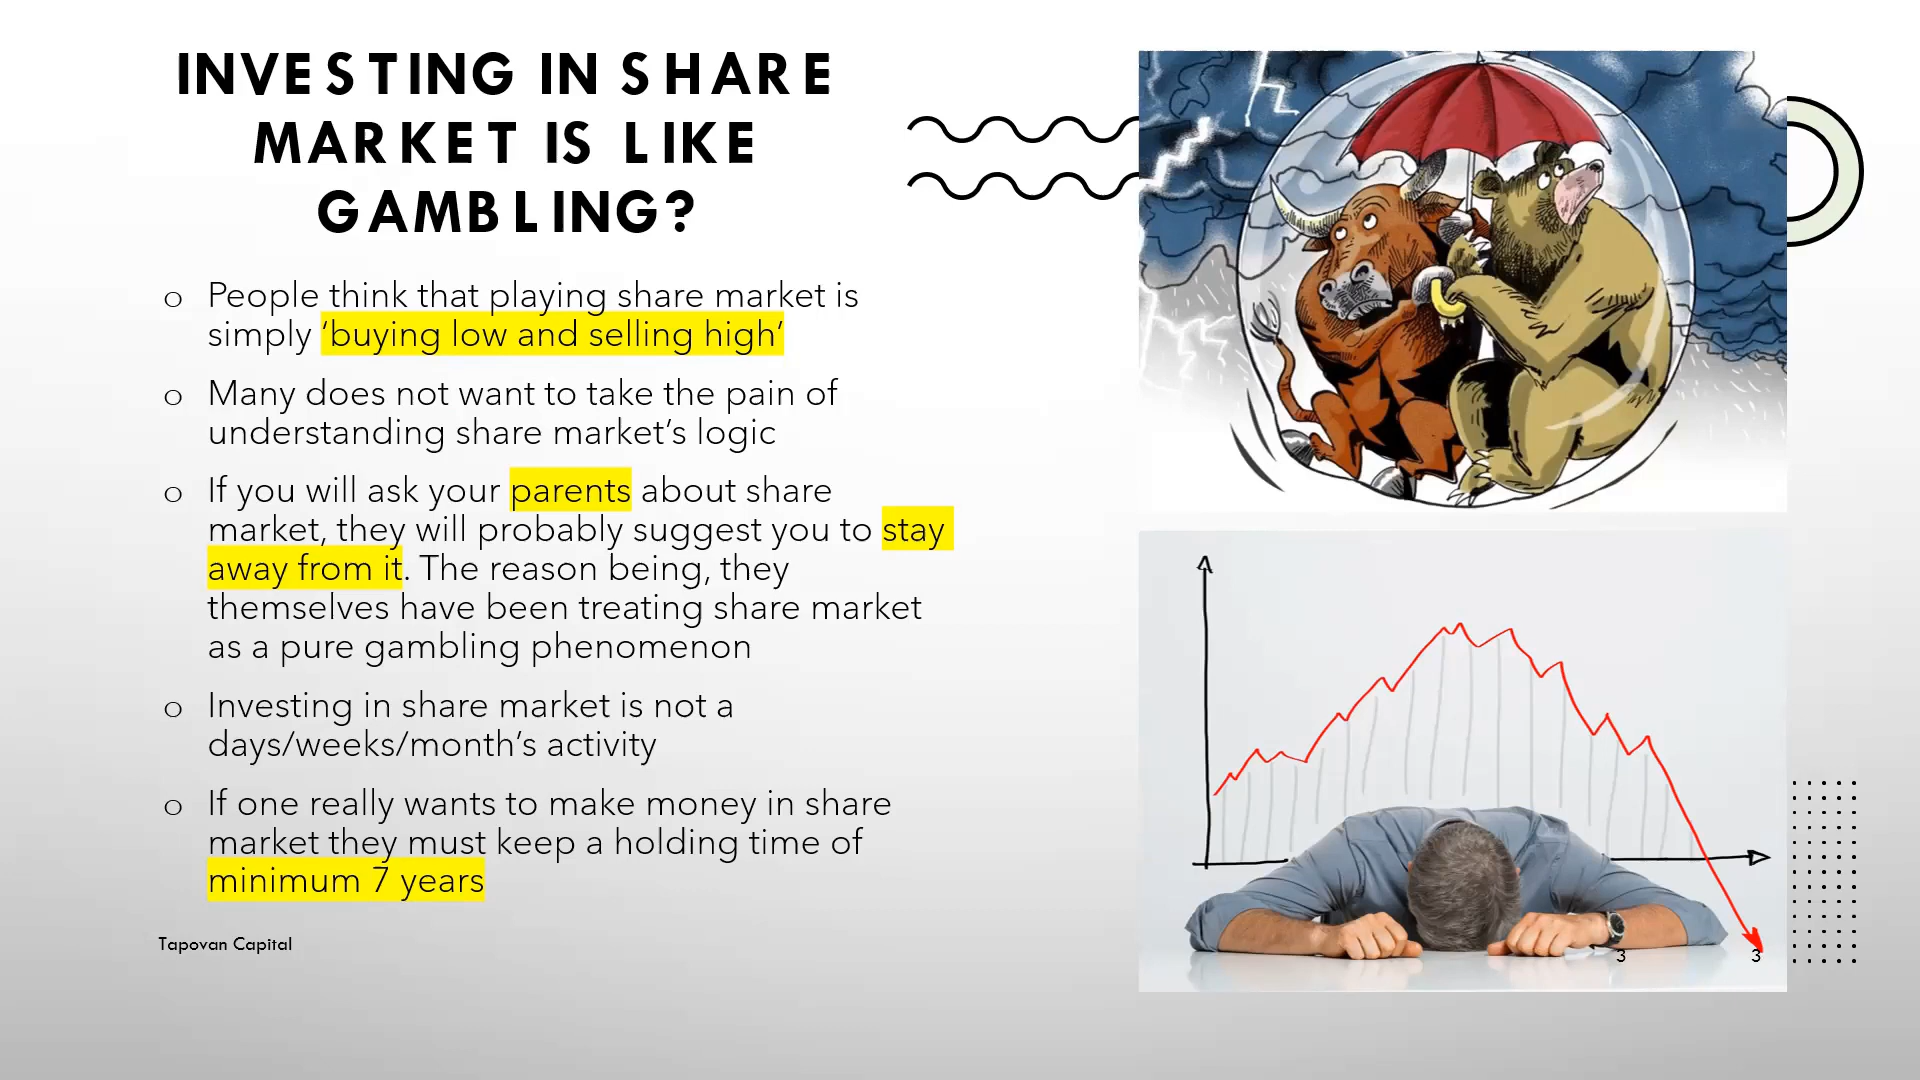 INVESTING IN SHARE
MARKET IS LIKE
GAMBLING?
o People think that playing share market is
simply ‘buying low and selling high’
o Many does not want to take the pain of
understanding share market’s logic
o If you will ask your parents about share
market, they will probably suggest you to stay
away from it. The reason being, they
themselves have been treating share market
as a pure gambling phenomenon
o Investing in share market is not a
days/weeks/month’s activity
o If one really wants to make money in share
market they must keep a holding time of
minimum 7 years
Tapovan Capital
3
3